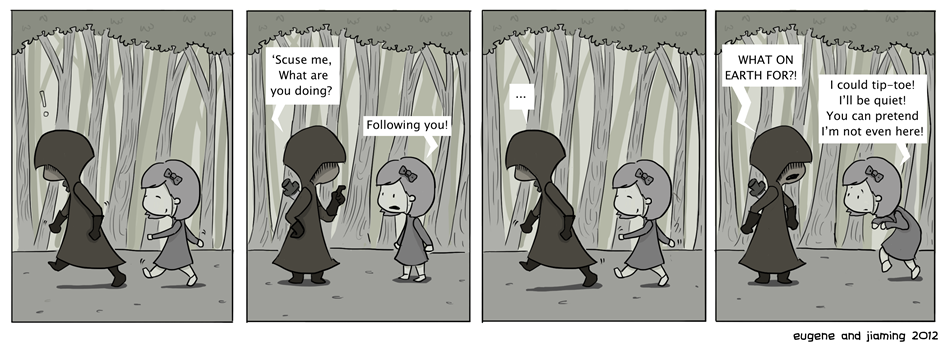 !
'Scuse me,
What are
you doing?
Following you!
...
WHAT ON
EARTH FOR?!
I could tip-toe!
I'll be quiet!
You can pretend
I'm not even here!
eugene and jiaming 2012